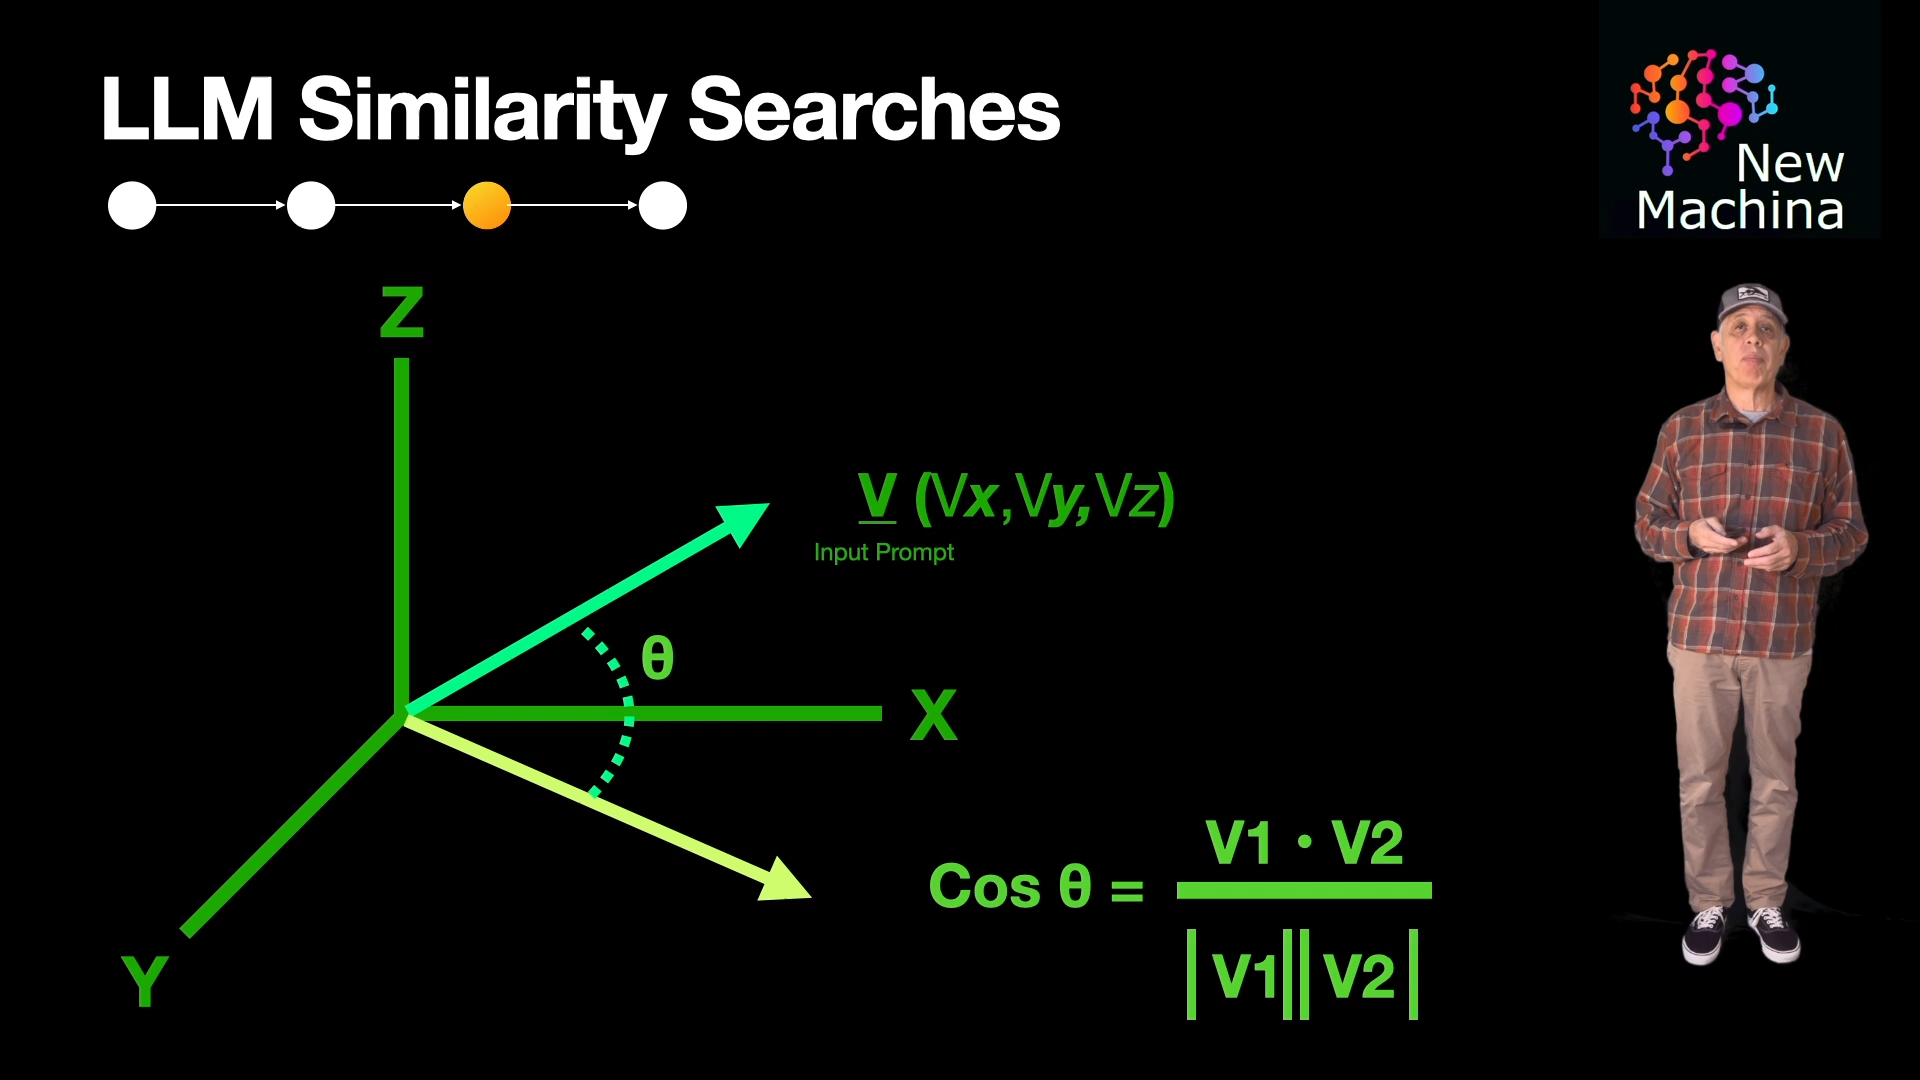 LLM Similarity Searches
New
Machina
Z
V (Vx,Vy,Vz)
Input Prompt
θ
X
V1 · V2
Cos θ =
|V1||V2|
Y